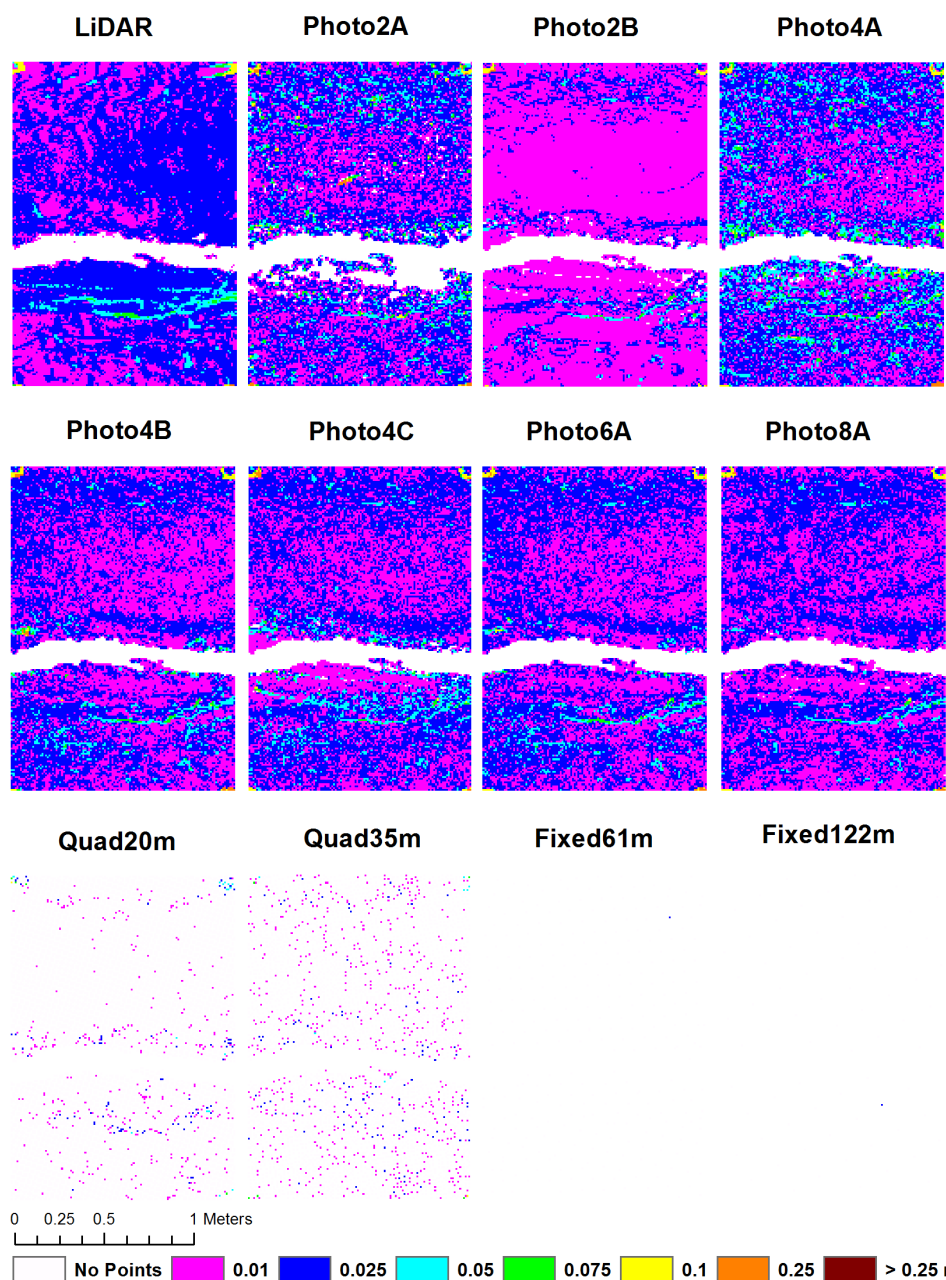 LiDAR Photo2A Photo2B Photo4A
Photo4B Photo4C Photo6A Photo8A
Quad20m Quad35m Fixed61m Fixed122m
0 0.25 0.5 1 Meters
No Points 0.01 0.025 0.05 0.075 0.1 0.25 > 0.25 m